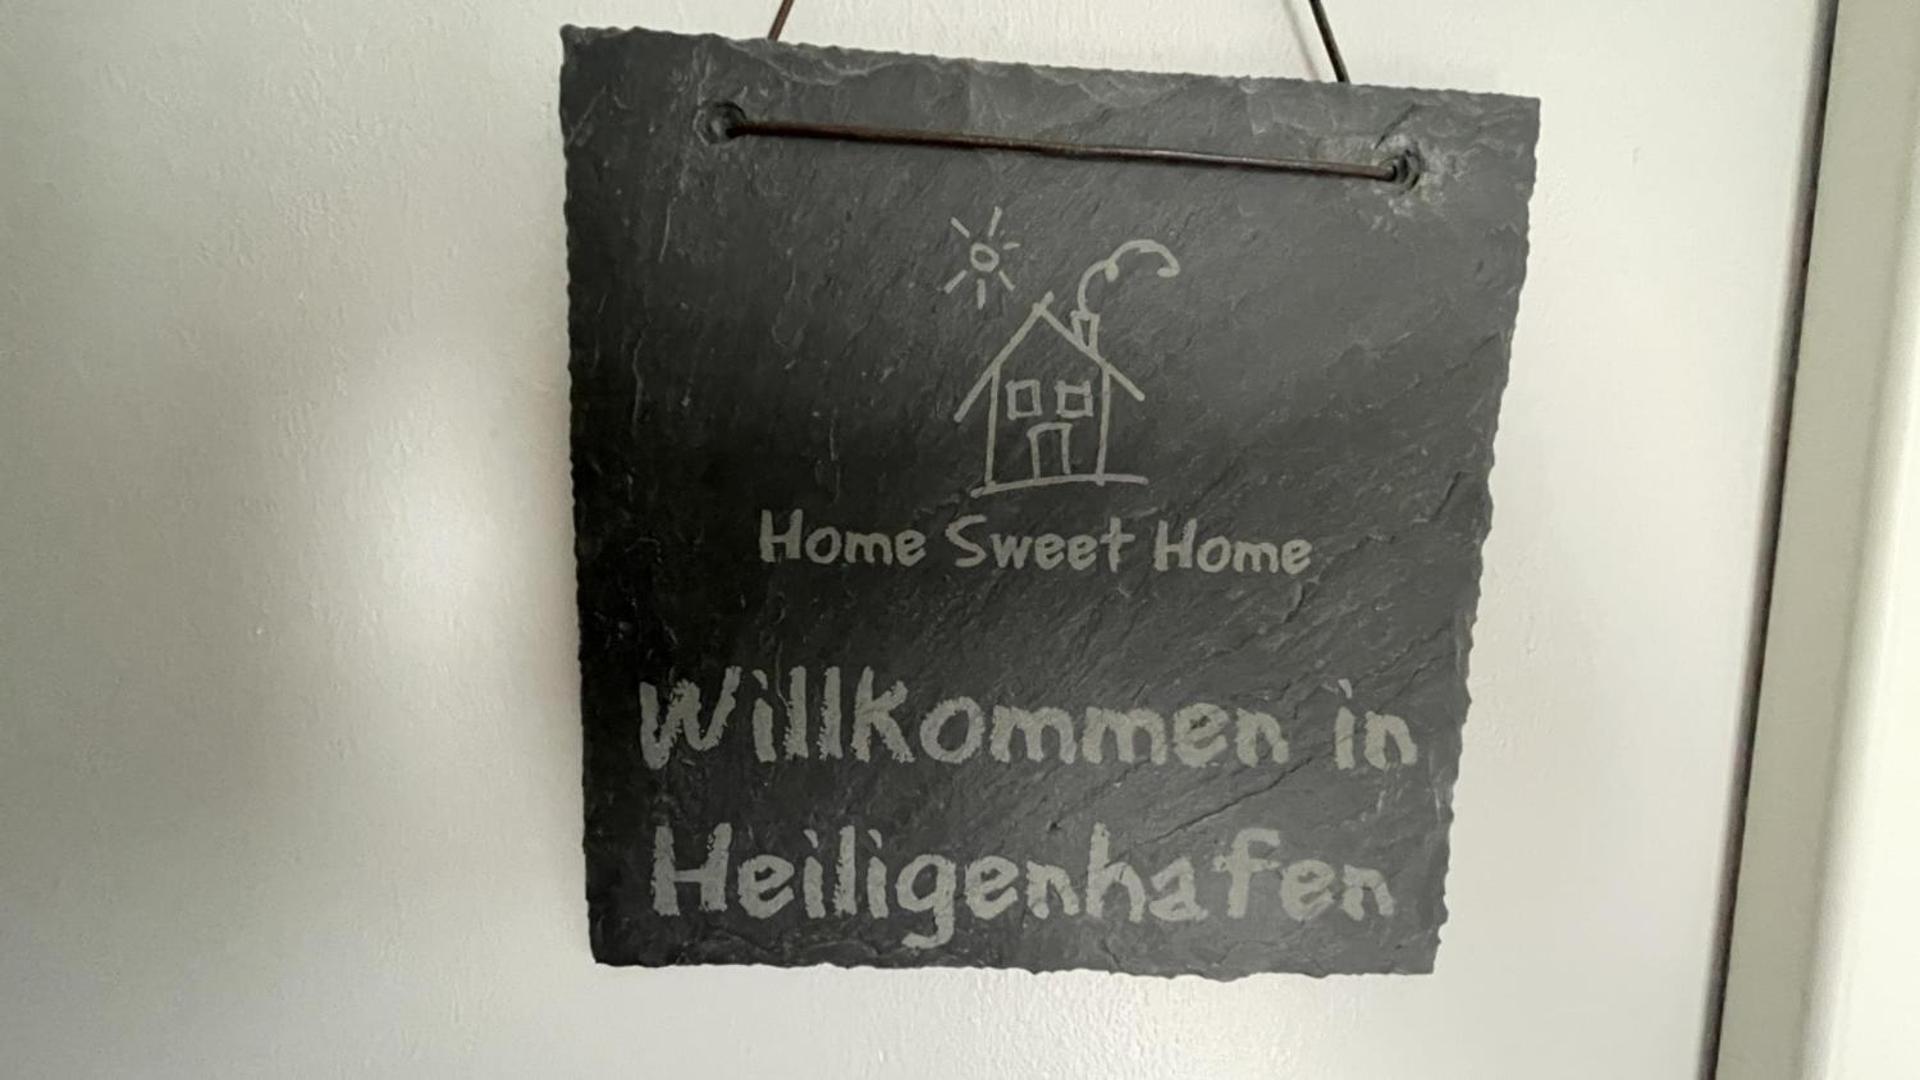 Home Sweet Home
Willkommen in
Heiligenhafen